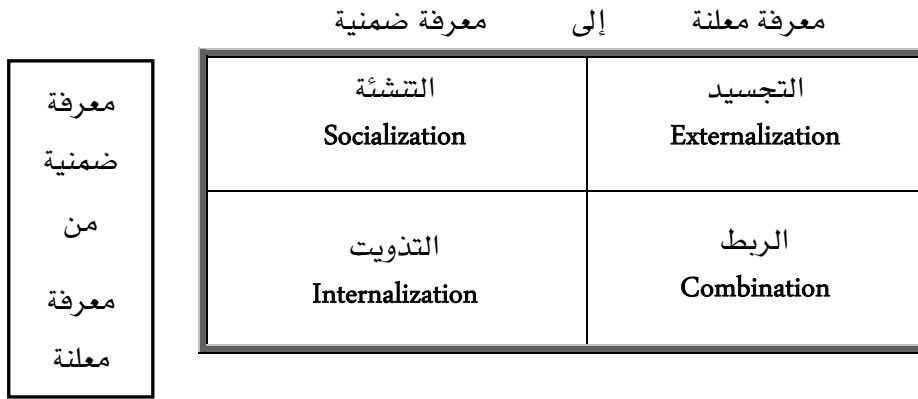 معرفة معلنة إلى معرفة ضمنية
التجسيد
Externalization
التنشئة
Socialization
الربط
Combination
التذويت
Internalization
معرفة
ضمنية
من
معرفة
معلنة